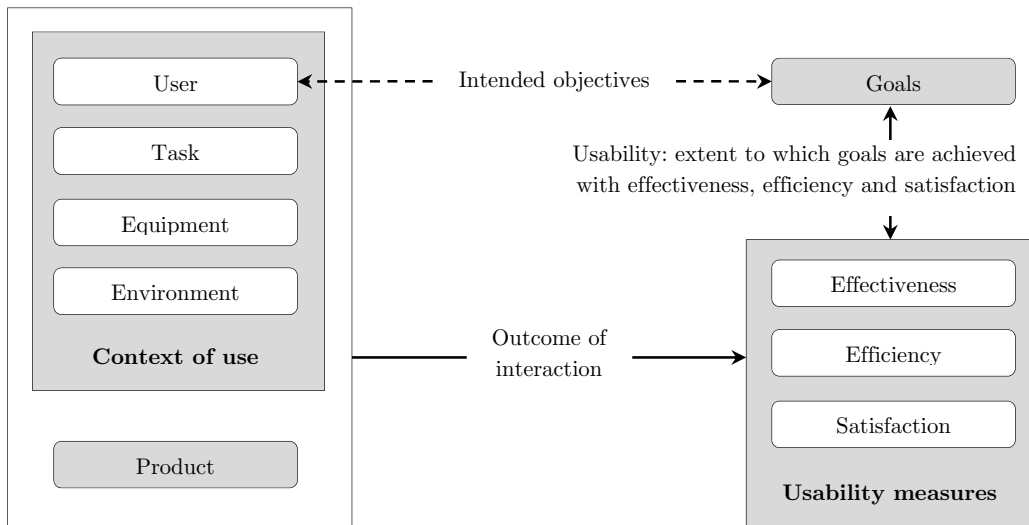 User
Intended objectives
Goals
Task
Usability: extent to which goals are achieved
with effectiveness, efficiency and satisfaction
Equipment
Environment
Context of use
Product
Outcome of
interaction
Effectiveness
Efficiency
Satisfaction
Usability measures